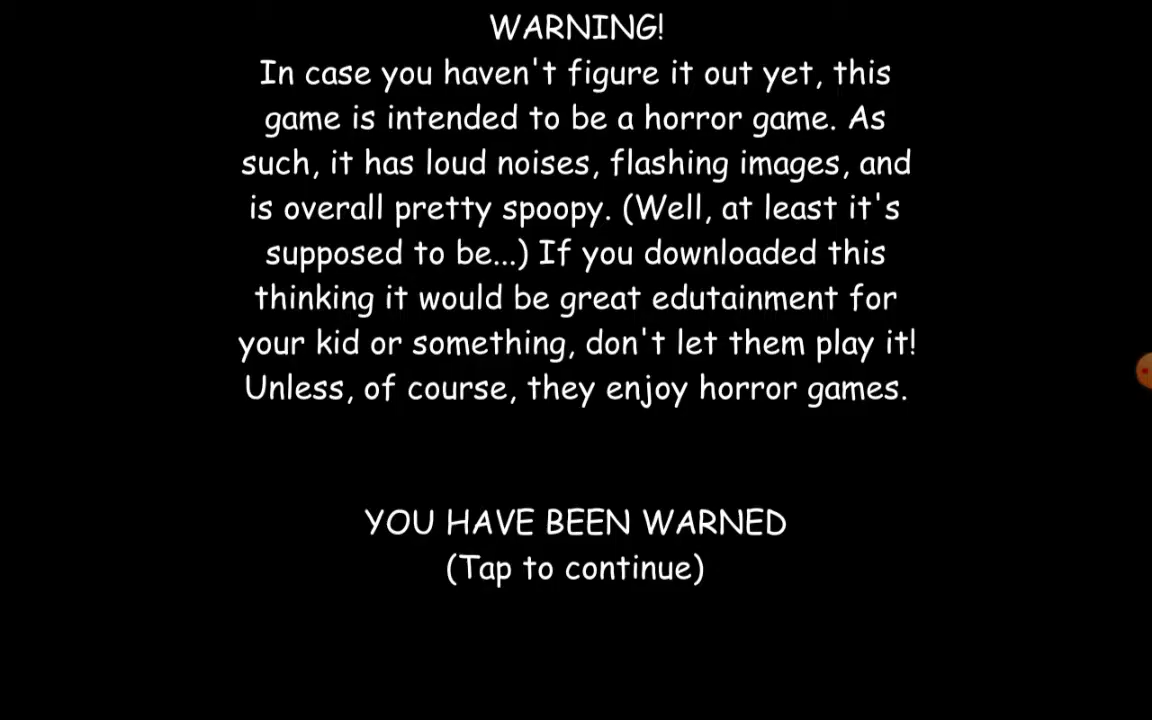 WARNING!
In case you haven't figure it out yet, this
game is intended to be a horror game. As
such, it has loud noises, flashing images, and
is overall pretty spoopy. (Well, at least it's
supposed to be...) If you downloaded this
thinking it would be great edutainment for
your kid or something, don't let them play it!
Unless, of course, they enjoy horror games.
YOU HAVE BEEN WARNED
(Tap to continue)